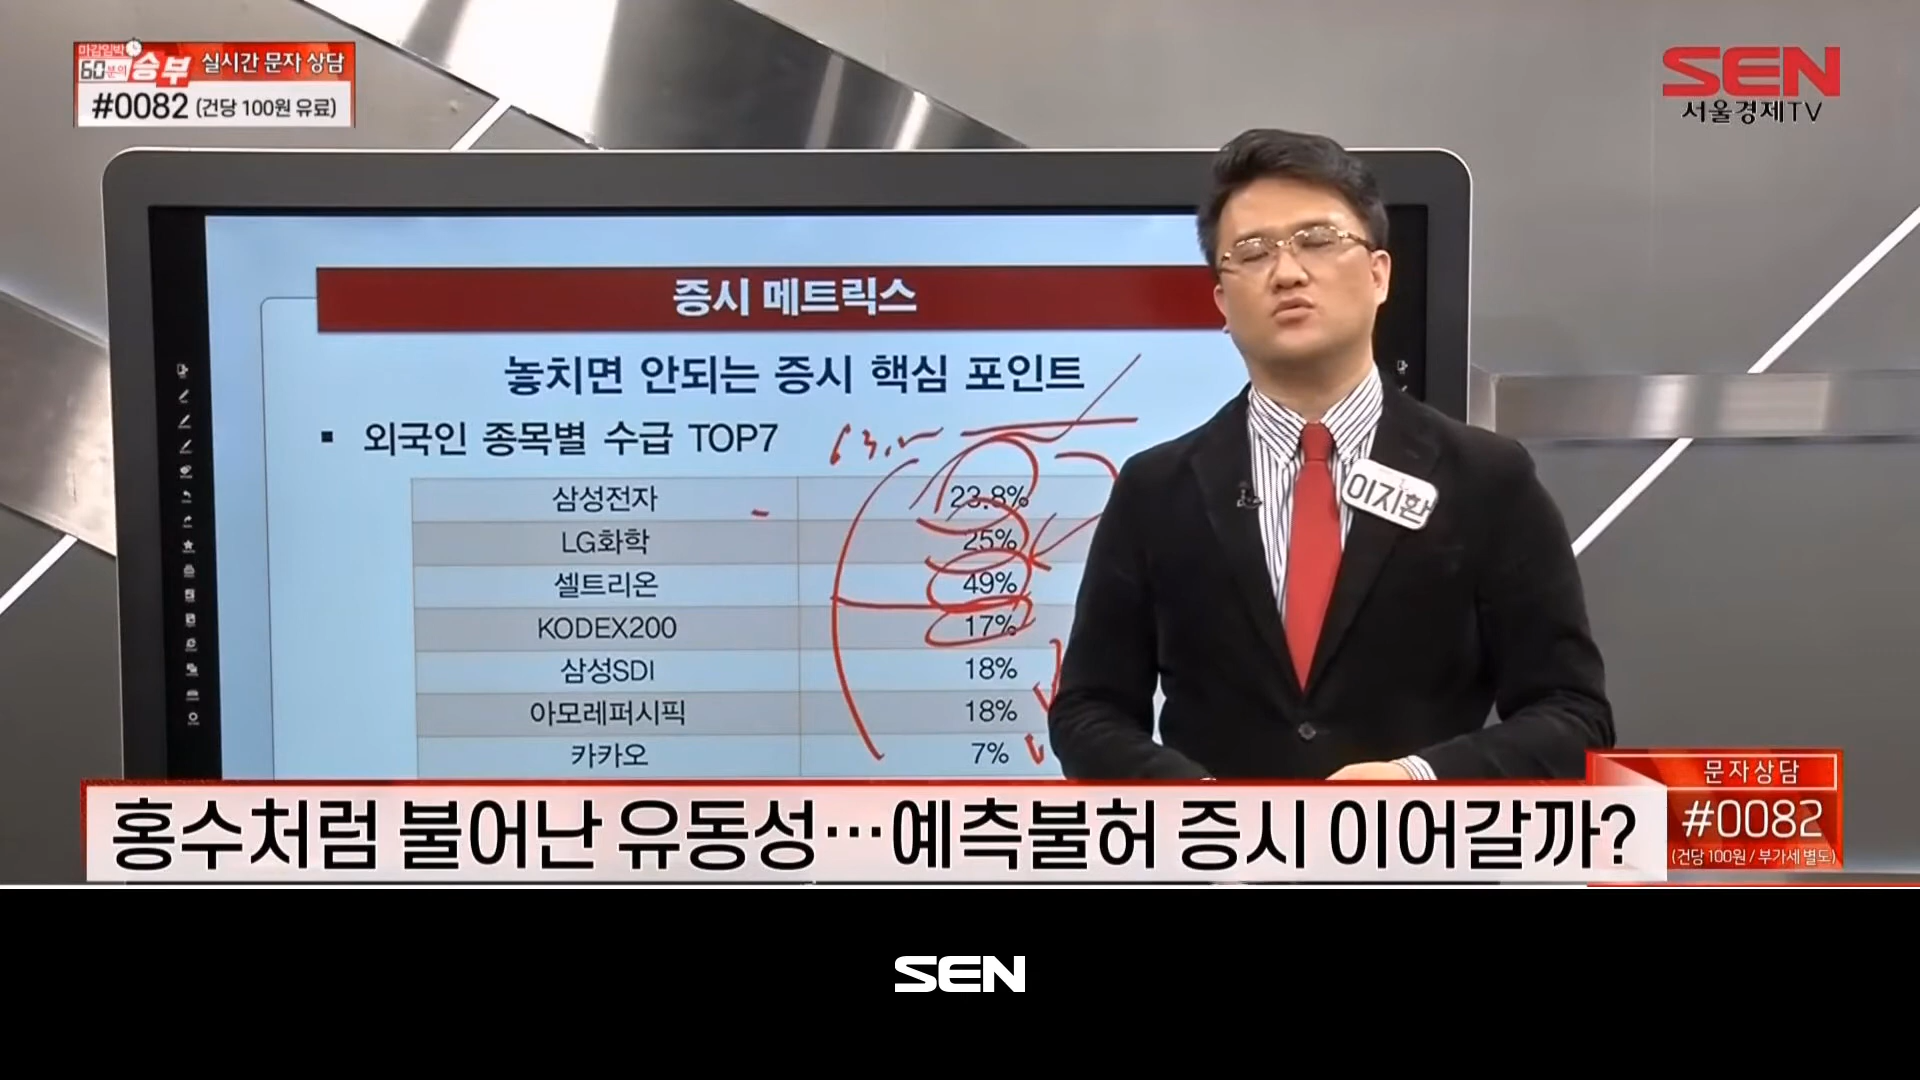 마감임박
60분의 승부 실시간 문자 상담
#0082 (건당 100원 유료)
SEN
서울경제TV
증시 메트릭스
놓치면 안되는 증시 핵심 포인트
▪ 외국인 종목별 수급 TOP7
63.
삼성전자 23.8%
LG화학 25%
셀트리온 49%
KODEX200 17%
삼성SDI 18%
아모레퍼시픽 18%
카카오 7%
이지환
문자상담
#0082
(건당 100원 / 부가세 별도)
홍수처럼 불어난 유동성…예측불허 증시 이어갈까?
SEN